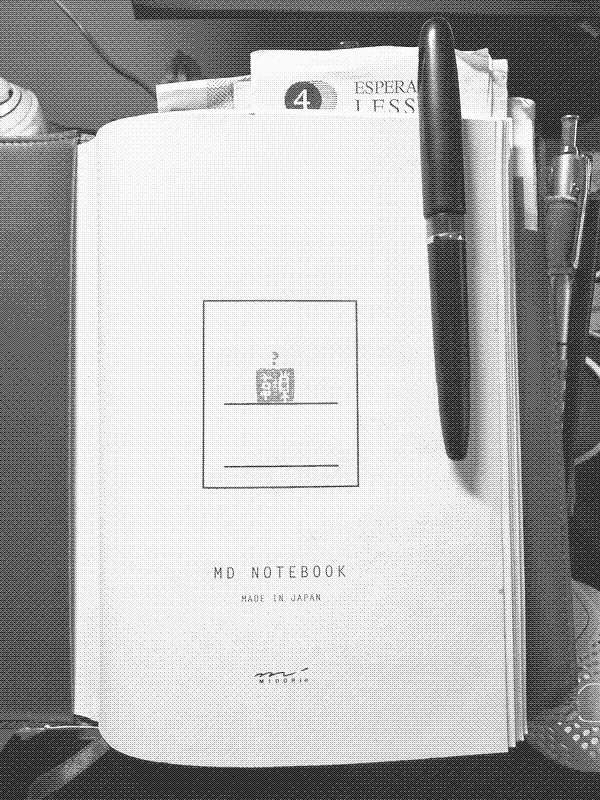 4
ESPERA
LESS
?
MD NOTEBOOK
MADE IN JAPAN
MIDORI